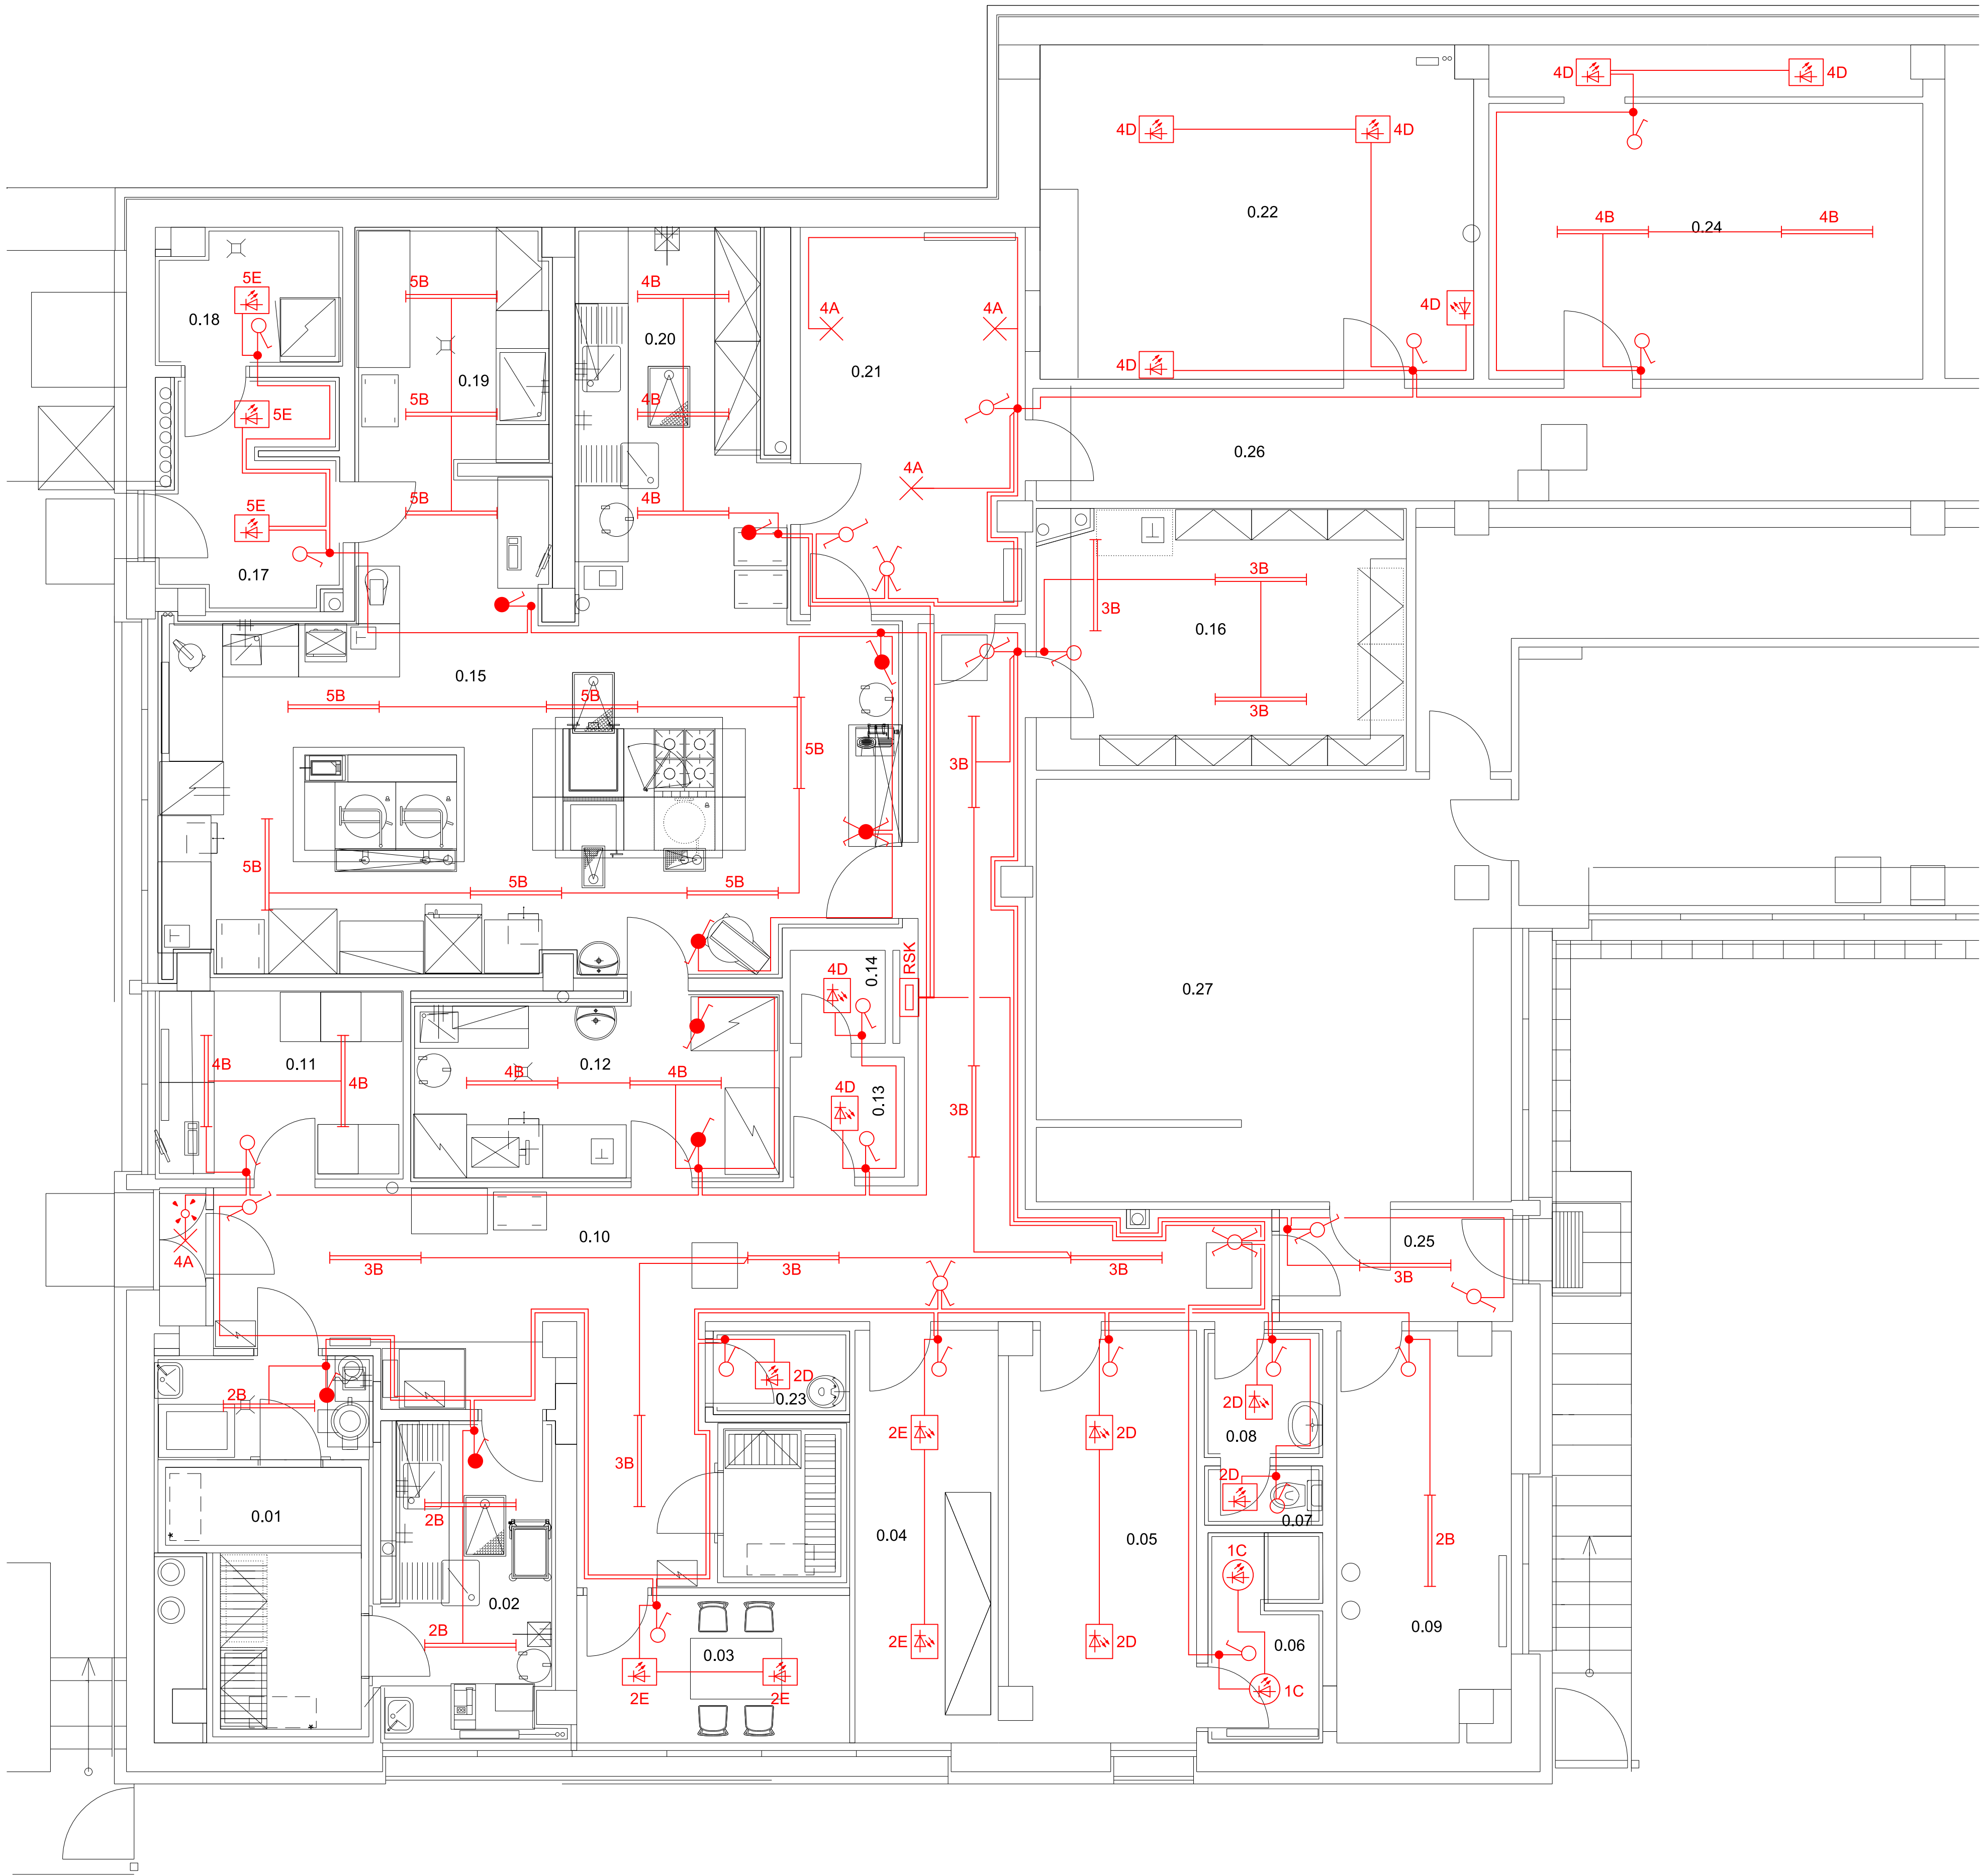 4D 4D
4D 4D
0.22 4B 0.24 4B
5E 5B 4B 4D
0.18 4A 4A
0.20
0.19 0.21 4D
5B 4B
5E
0.26
4A
5E 5B 4B
0.17
3B
3B
0.16
0.15
5B 5B 3B
5B
3B
5B
5B 5B
RSK
0.14
4D
0.27
0.11 0.12
4B 4B 4B
4B
4D
0.13
3B
0.10
0.25
4A
3B 3B 3B
3B
2B 2D
0.23
2D
2E 2D
0.08
3B
2D
0.01 2B
0.07
0.04 0.05
2B
1C
0.02
0.09
2B
2E 2D
0.06
0.03
2E 2E
1C